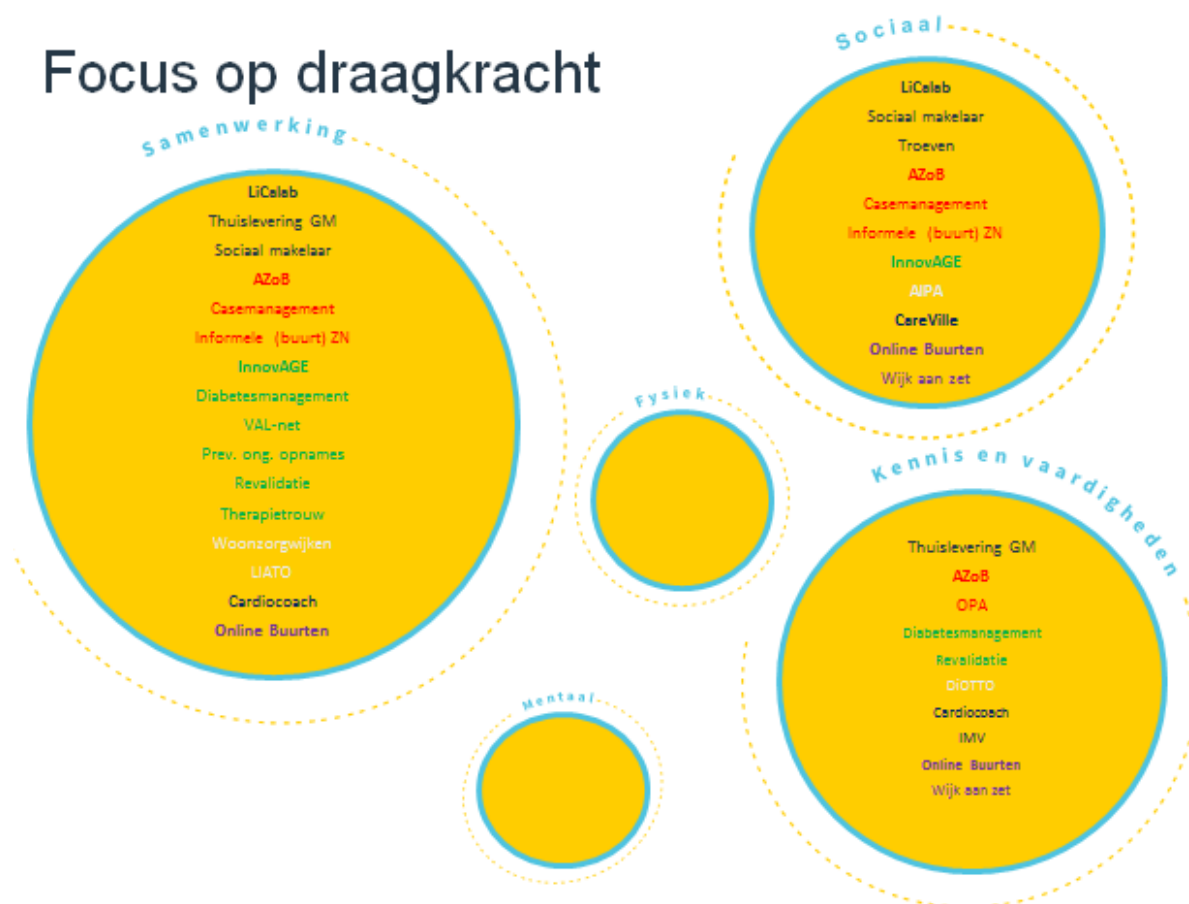 Focus op draagkracht
Samenwerking
LiCalab
Thuislevering GM
Sociaal makelaar
AZoB
Casemanagement
Informele (buurt) ZN
InnovAGE
Diabetesmanagement
VAL-net
Prev. ong. opnames
Revalidatie
Therapietrouw
Woonzorgwijken
LIATO
Cardiocoach
Online Buurten
Sociaal
LiCalab
Sociaal makelaar
Troeven
AZoB
Casemanagement
Informele (buurt) ZN
InnovAGE
AIPA
CareVille
Online Buurten
Wijk aan zet
Fysiek
Mentaal
Kennis en vaardigheden
Thuislevering GM
AZoB
OPA
Diabetesmanagement
Revalidatie
DiOTTO
Cardiocoach
IMV
Online Buurten
Wijk aan zet